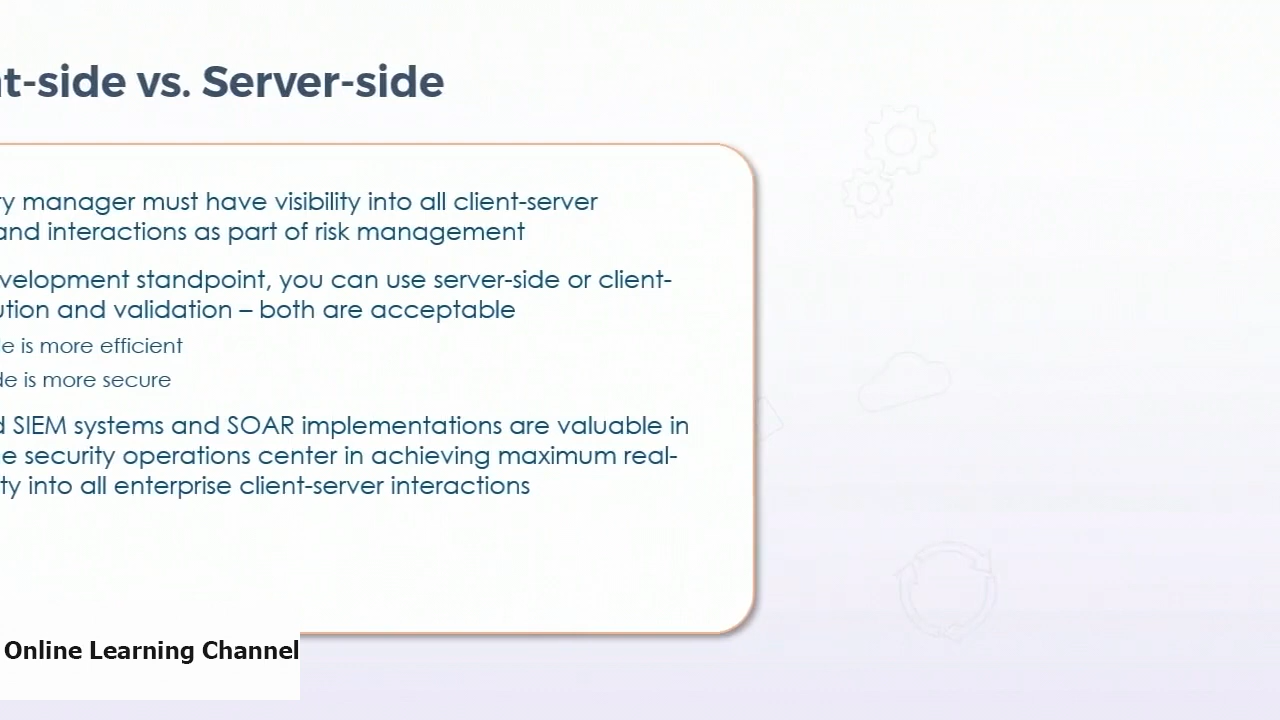 t-side vs. Server-side
ry manager must have visibility into all client-server
and interactions as part of risk management
velopment standpoint, you can use server-side or client-
ution and validation – both are acceptable
e is more efficient
de is more secure
d SIEM systems and SOAR implementations are valuable in
e security operations center in achieving maximum real-
ty into all enterprise client-server interactions
Online Learning Channel